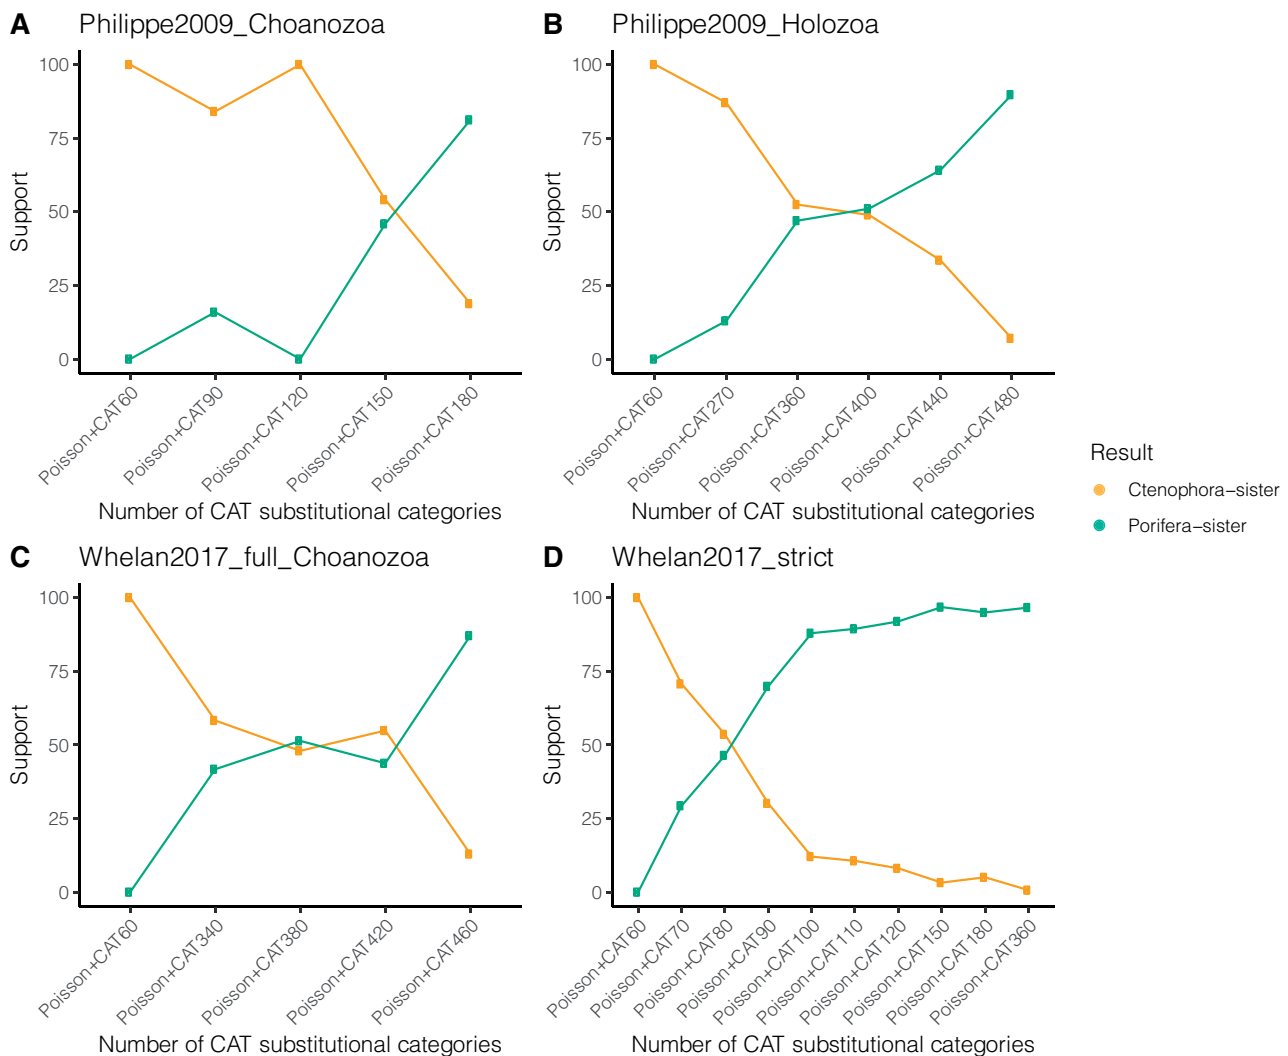 A Philippe2009_Choanozoa
100
75
50
25
0
Support
Poisson+CAT60
Poisson+CAT90
Poisson+CAT120
Poisson+CAT150
Poisson+CAT180
Number of CAT substitutional categories
B Philippe2009_Holozoa
100
75
50
25
0
Support
Poisson+CAT60
Poisson+CAT270
Poisson+CAT360
Poisson+CAT400
Poisson+CAT440
Poisson+CAT480
Number of CAT substitutional categories
Result
Ctenophora−sister
Porifera−sister
C Whelan2017_full_Choanozoa
100
75
50
25
0
Support
Poisson+CAT60
Poisson+CAT340
Poisson+CAT380
Poisson+CAT420
Poisson+CAT460
Number of CAT substitutional categories
D Whelan2017_strict
100
75
50
25
0
Support
Poisson+CAT60
Poisson+CAT70
Poisson+CAT80
Poisson+CAT90
Poisson+CAT100
Poisson+CAT110
Poisson+CAT120
Poisson+CAT150
Poisson+CAT180
Poisson+CAT360
Number of CAT substitutional categories